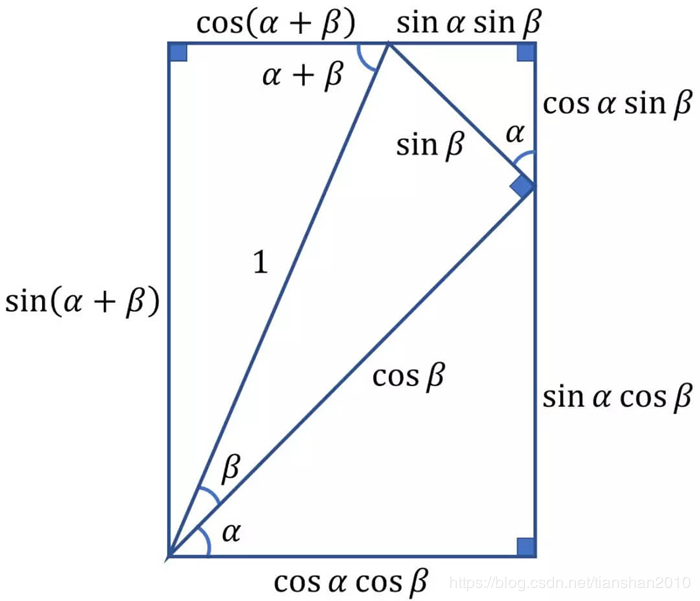 cos(α + β) sin α sin β
α + β
cos α sin β
α
sin β
1
sin(α + β)
cos β
sin α cos β
β
α
cos α cos β
https://blog.csdn.net/tianshan2010